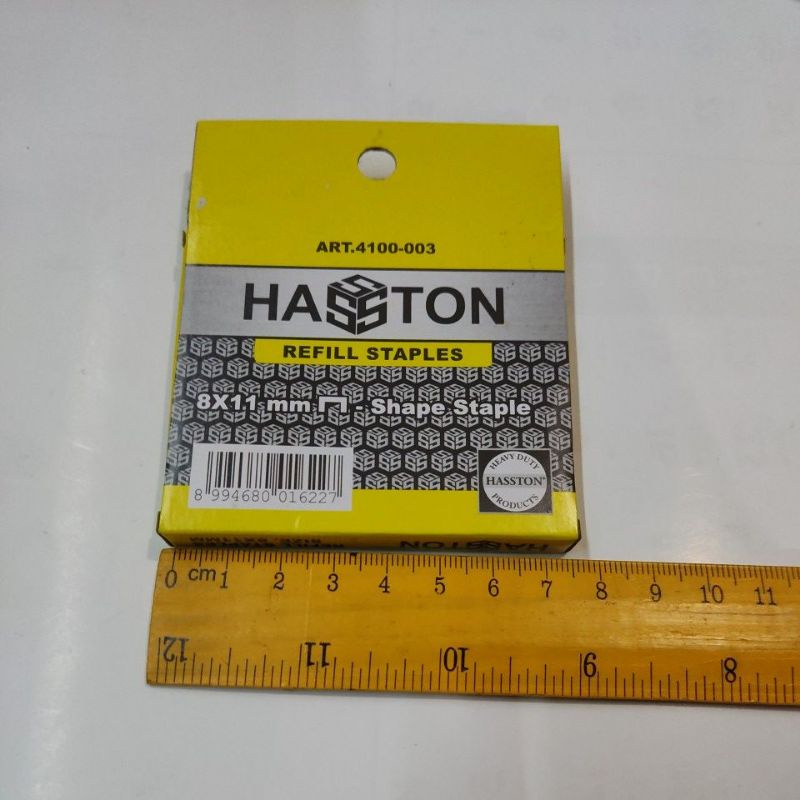 ART.4100-003
HASSTON
REFILL STAPLES
8X11 mm - Shape Staple
8 994680 016227
HEAVY DUTY
HASSTON®
PRODUCTS
HASSTON
0 cm 1 2 3 4 5 6 7 8 9 10 11
12 11 10 9 8